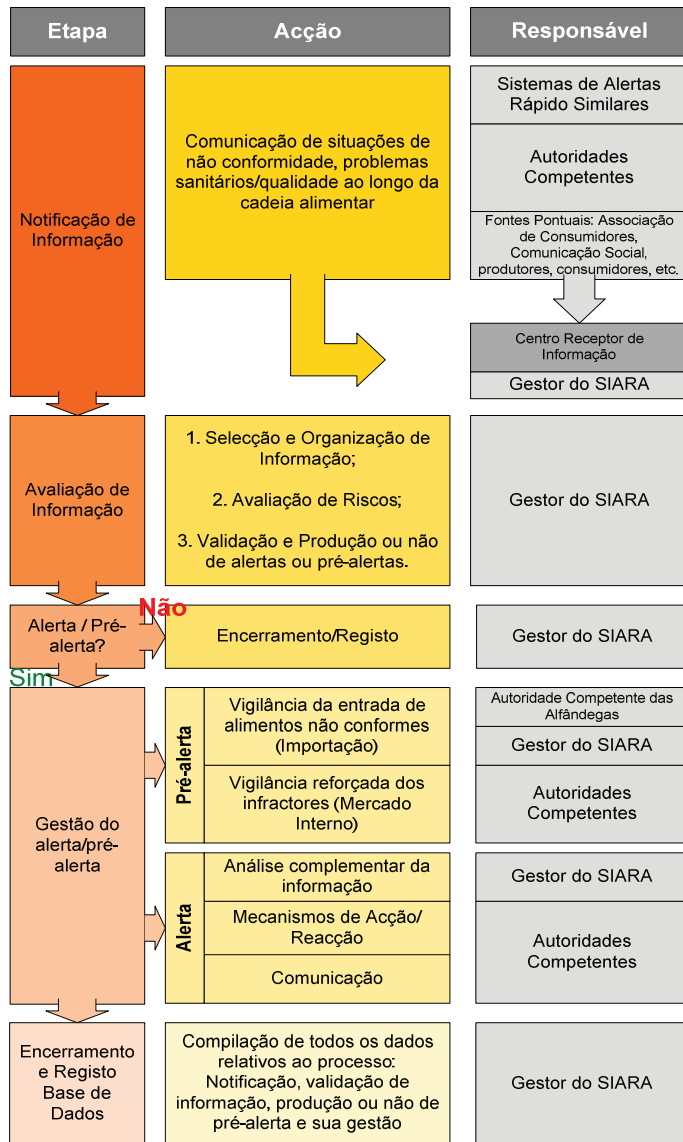 Etapa
Acção
Responsável
Notificação de
Informação
Comunicação de situações de
não conformidade, problemas
sanitários/qualidade ao longo da
cadeia alimentar
Sistemas de Alertas
Rápido Similares
Autoridades
Competentes
Fontes Pontuais: Associação
de Consumidores,
Comunicação Social,
produtores, consumidores, etc.
Centro Receptor de
Informação
Gestor do SIARA
Avaliação de
Informação
1. Selecção e Organização de
Informação;
2. Avaliação de Riscos;
3. Validação e Produção ou não
de alertas ou pré-alertas.
Gestor do SIARA
Alerta / Pré-
alerta?
Não
Encerramento/Registo
Gestor do SIARA
Sim
Gestão do
alerta/pré-
alerta
Pré-alerta
Vigilância da entrada de
alimentos não conformes
(Importação)
Vigilância reforçada dos
infractores (Mercado
Interno)
Autoridade Competente das
Alfândegas
Gestor do SIARA
Autoridades
Competentes
Alerta
Análise complementar da
informação
Mecanismos de Acção/
Reacção
Comunicação
Gestor do SIARA
Autoridades
Competentes
Encerramento
e Registo
Base de
Dados
Compilação de todos os dados
relativos ao processo:
Notificação, validação de
informação, produção ou não de
pré-alerta e sua gestão
Gestor do SIARA